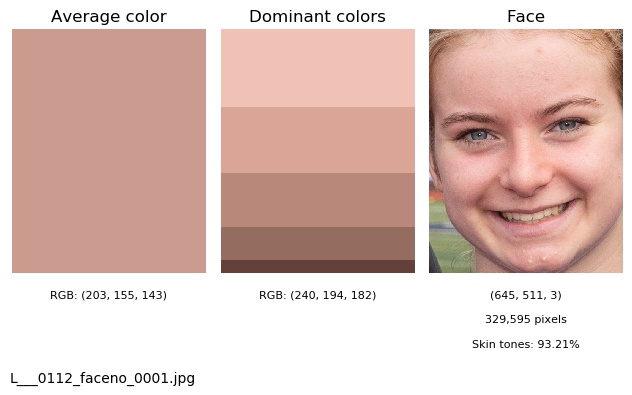 Average color
Dominant colors
Face
RGB: (203, 155, 143)
RGB: (240, 194, 182)
(645, 511, 3)
329,595 pixels
Skin tones: 93.21%
L___0112_faceno_0001.jpg